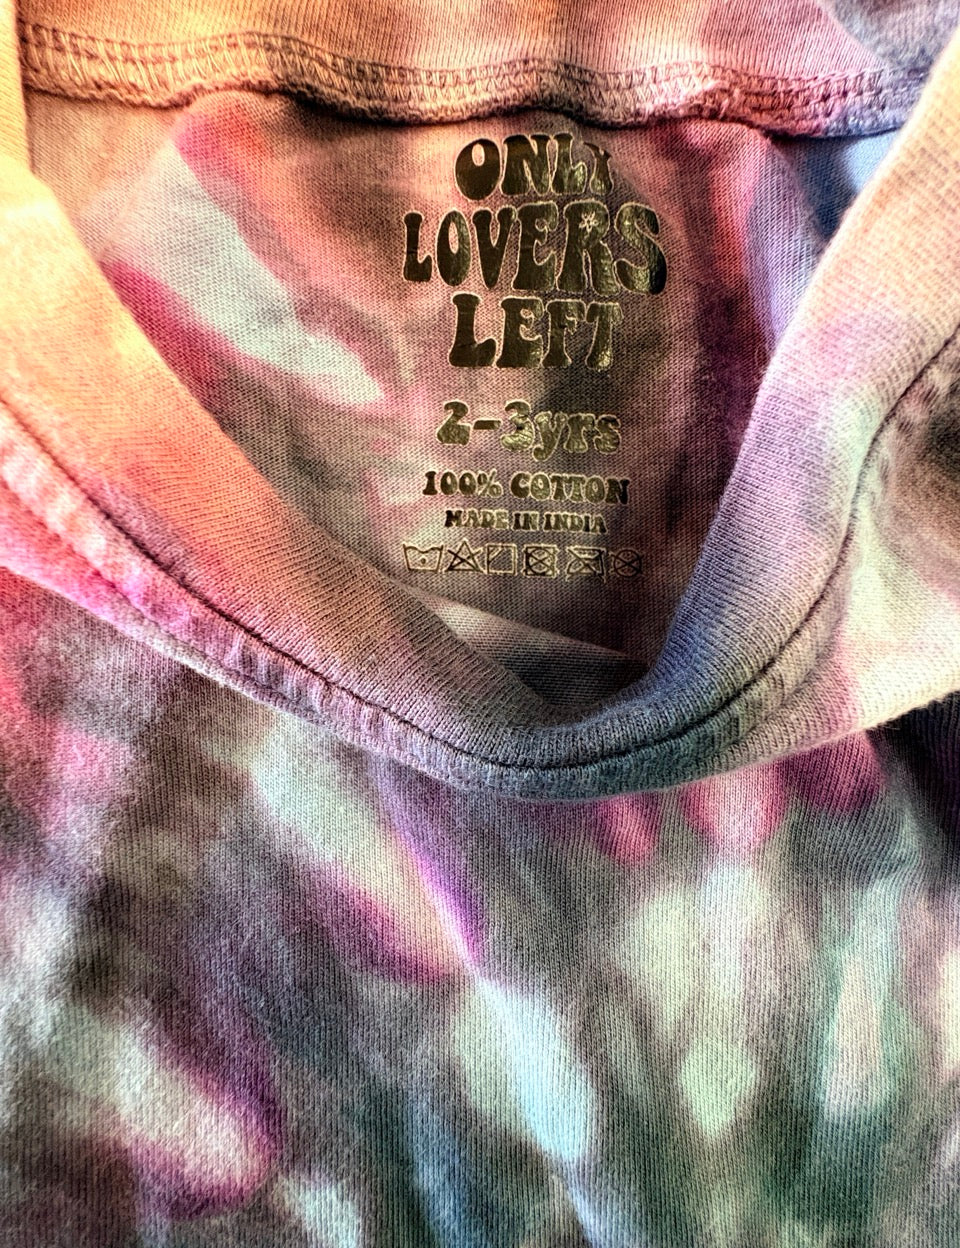 ONLY
LOVERS
LEFT
2-3yrs
100% COTTON
MADE IN INDIA